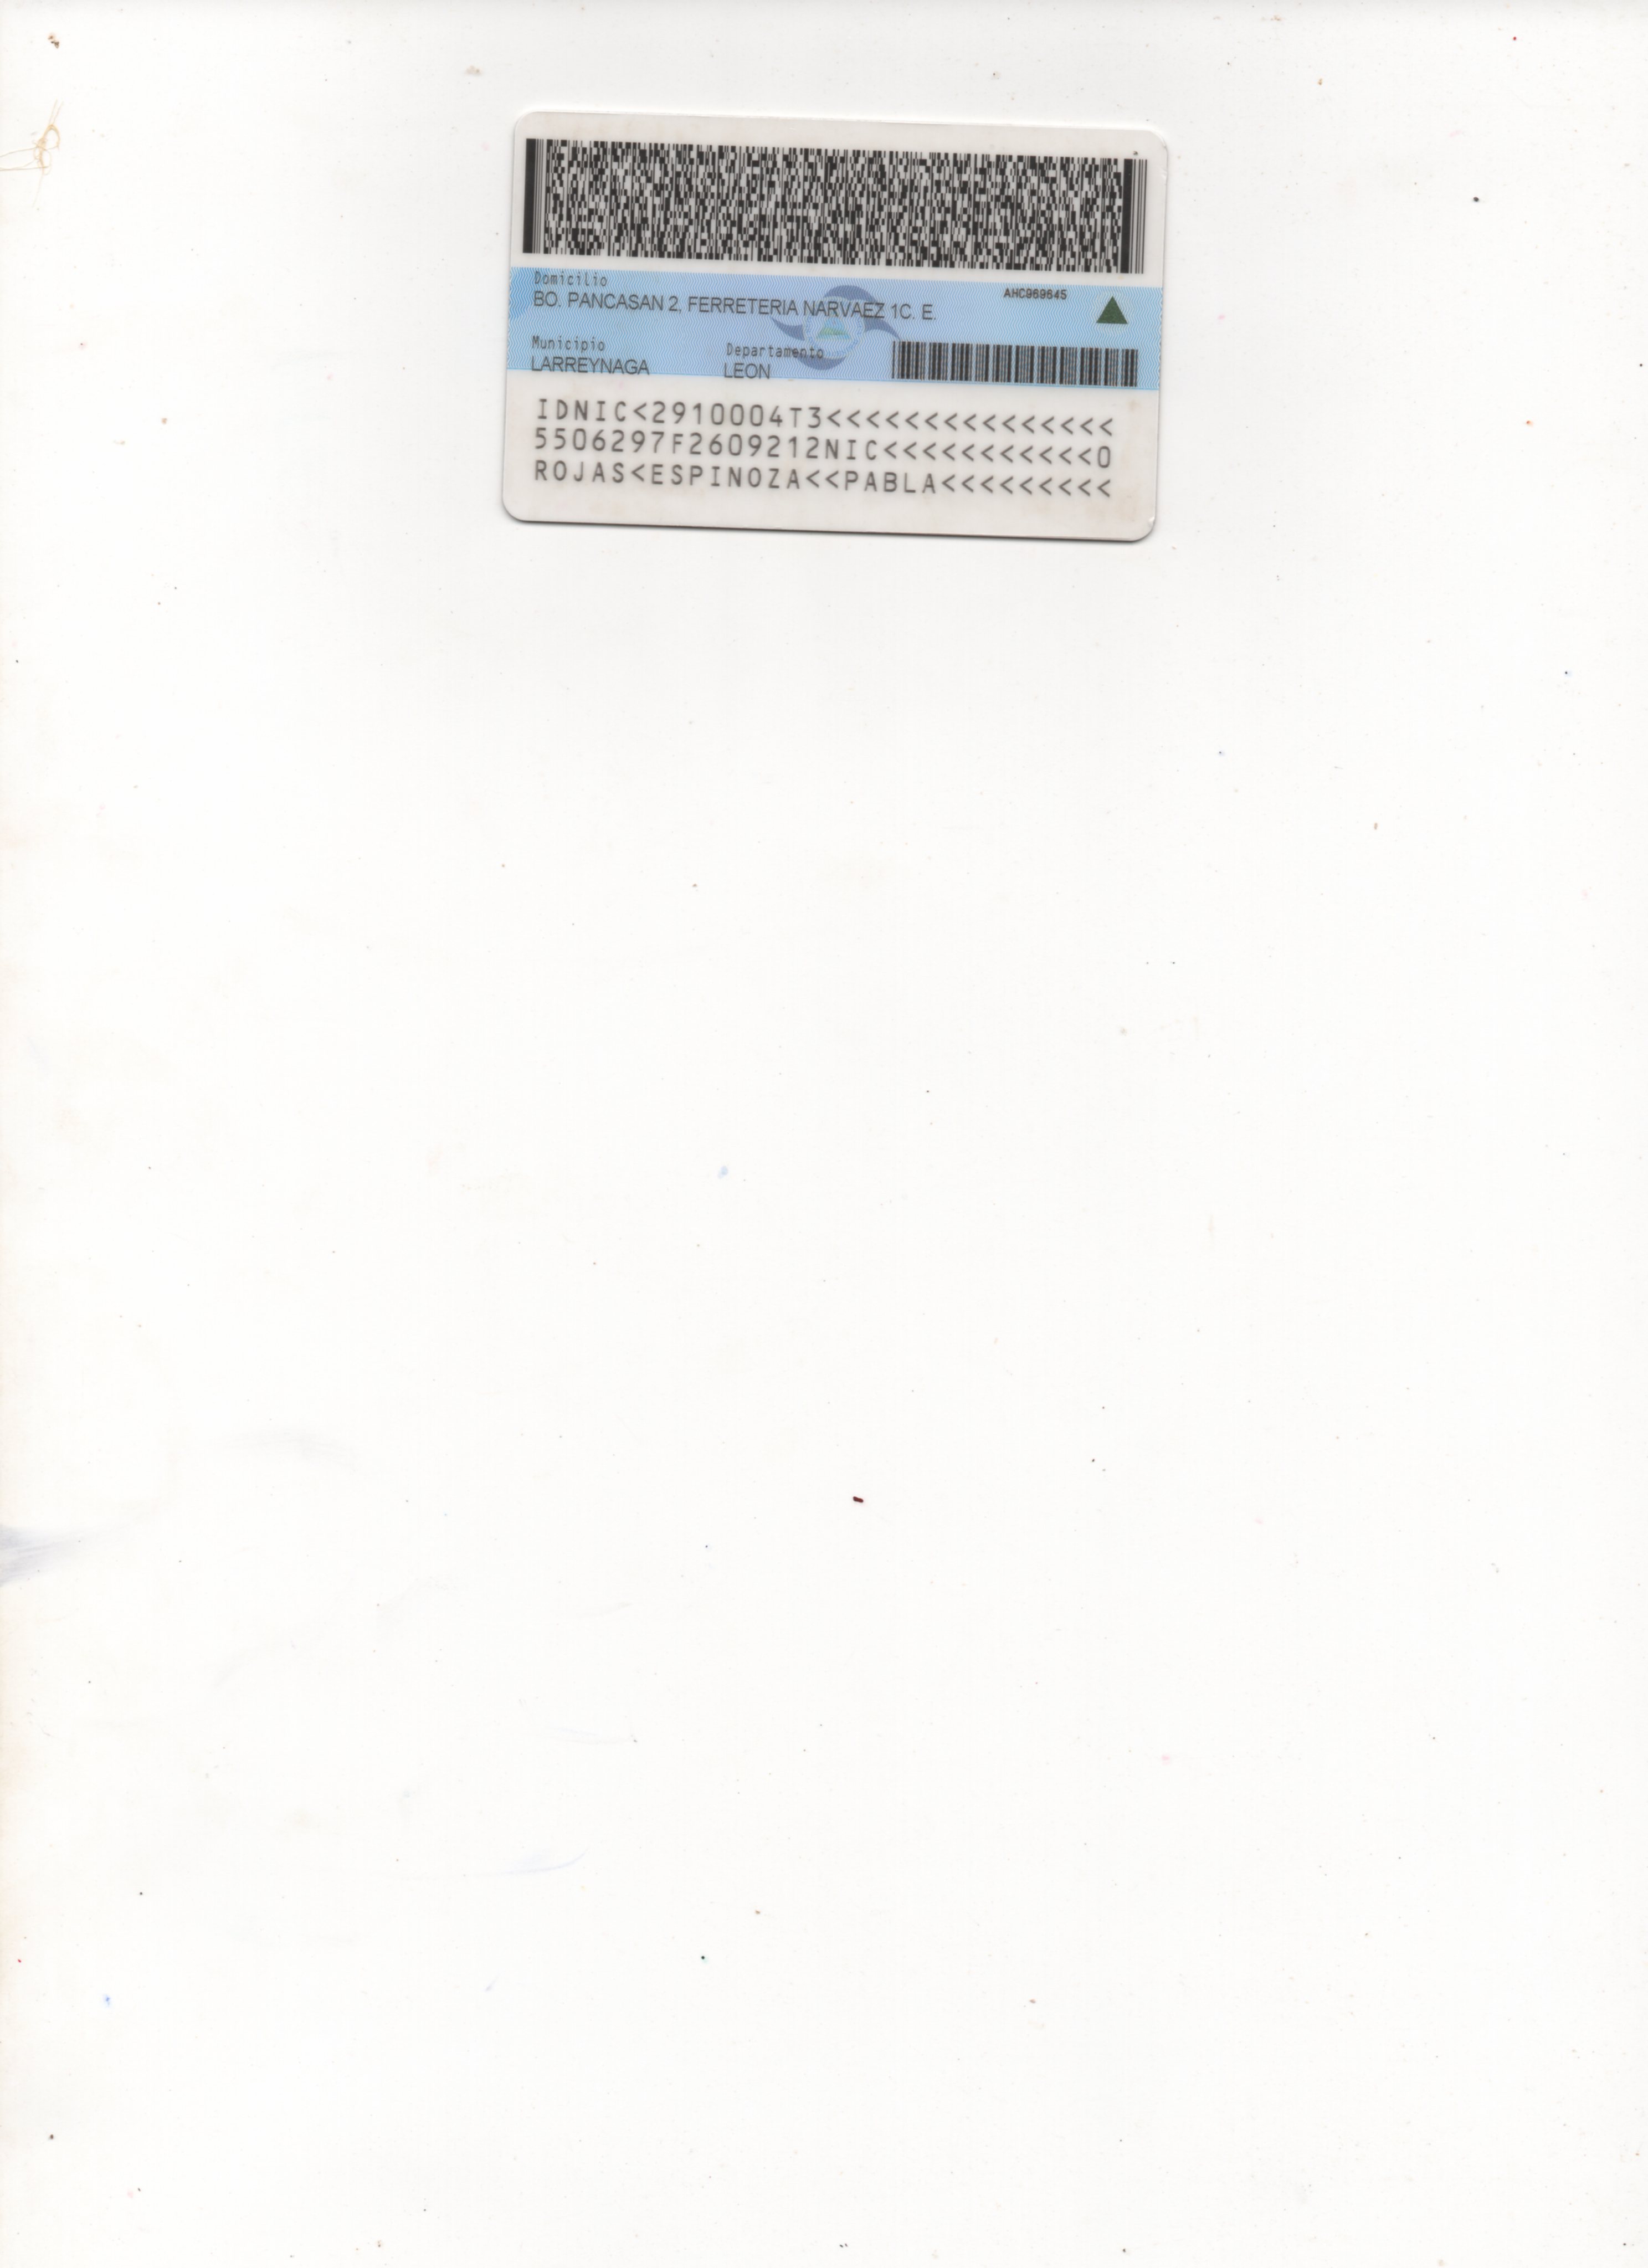 Domicilio
BO. PANCASAN 2, FERRETERIA NARVAEZ 1C. E.
AHC969645
Municipio Departamento
LARREYNAGA LEON
IDNIC<2910004T3<<<<<<<<<<<<<<<
5506297F2609212NIC<<<<<<<<<<<0
ROJAS<ESPINOZA<<PABLA<<<<<<<<<